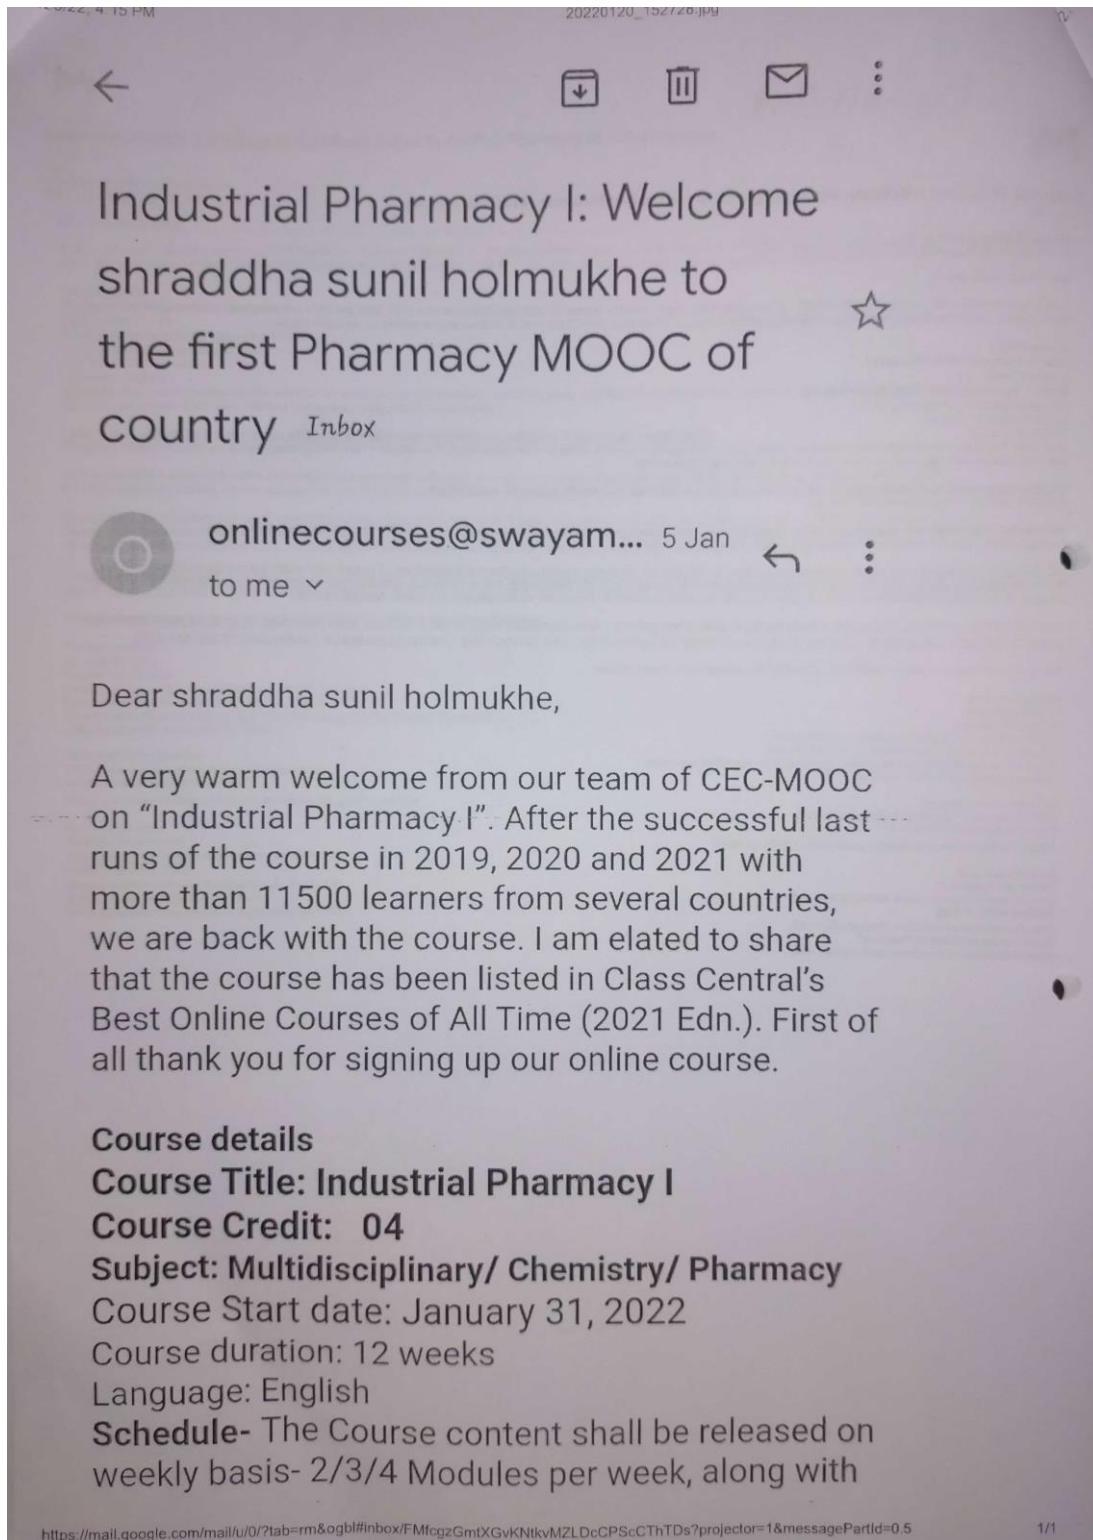 4:15 PM
20220120_152728.jpg
Industrial Pharmacy I: Welcome
shraddha sunil holmukhe to
the first Pharmacy MOOC of
country Inbox
O
onlinecourses@swayam... 5 Jan
to me
Dear shraddha sunil holmukhe,
A very warm welcome from our team of CEC-MOOC
on “Industrial Pharmacy I”. After the successful last
runs of the course in 2019, 2020 and 2021 with
more than 11500 learners from several countries,
we are back with the course. I am elated to share
that the course has been listed in Class Central’s
Best Online Courses of All Time (2021 Edn.). First of
all thank you for signing up our online course.
Course details
Course Title: Industrial Pharmacy I
Course Credit: 04
Subject: Multidisciplinary/ Chemistry/ Pharmacy
Course Start date: January 31, 2022
Course duration: 12 weeks
Language: English
Schedule- The Course content shall be released on
weekly basis- 2/3/4 Modules per week, along with
https://mail.google.com/mail/u/0/?tab=rm&ogbl#inbox/FMfcgzGmtXGvKNtkvMZLDcCPScCThTDs?projector=1&messagePartId=0.5
1/1